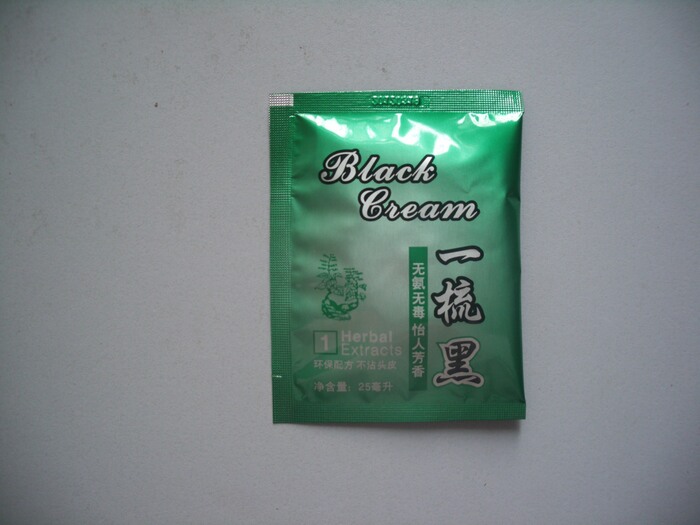 Black
Cream
一梳黑
无氨无毒 怡人芳香
1
Herbal
Extracts
环保配方 不沾头皮
净含量：25毫升